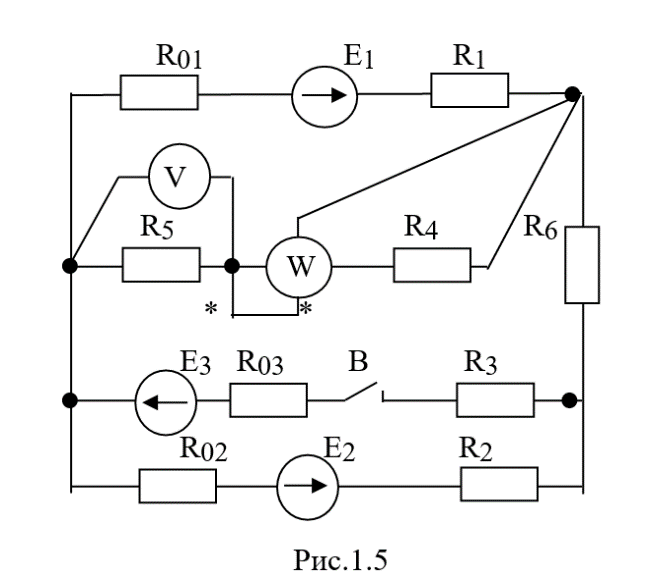 R01 E1 R1
V
R5 W R4 R6
* *
E3 R03 B R3
R02 E2 R2
Рис.1.5